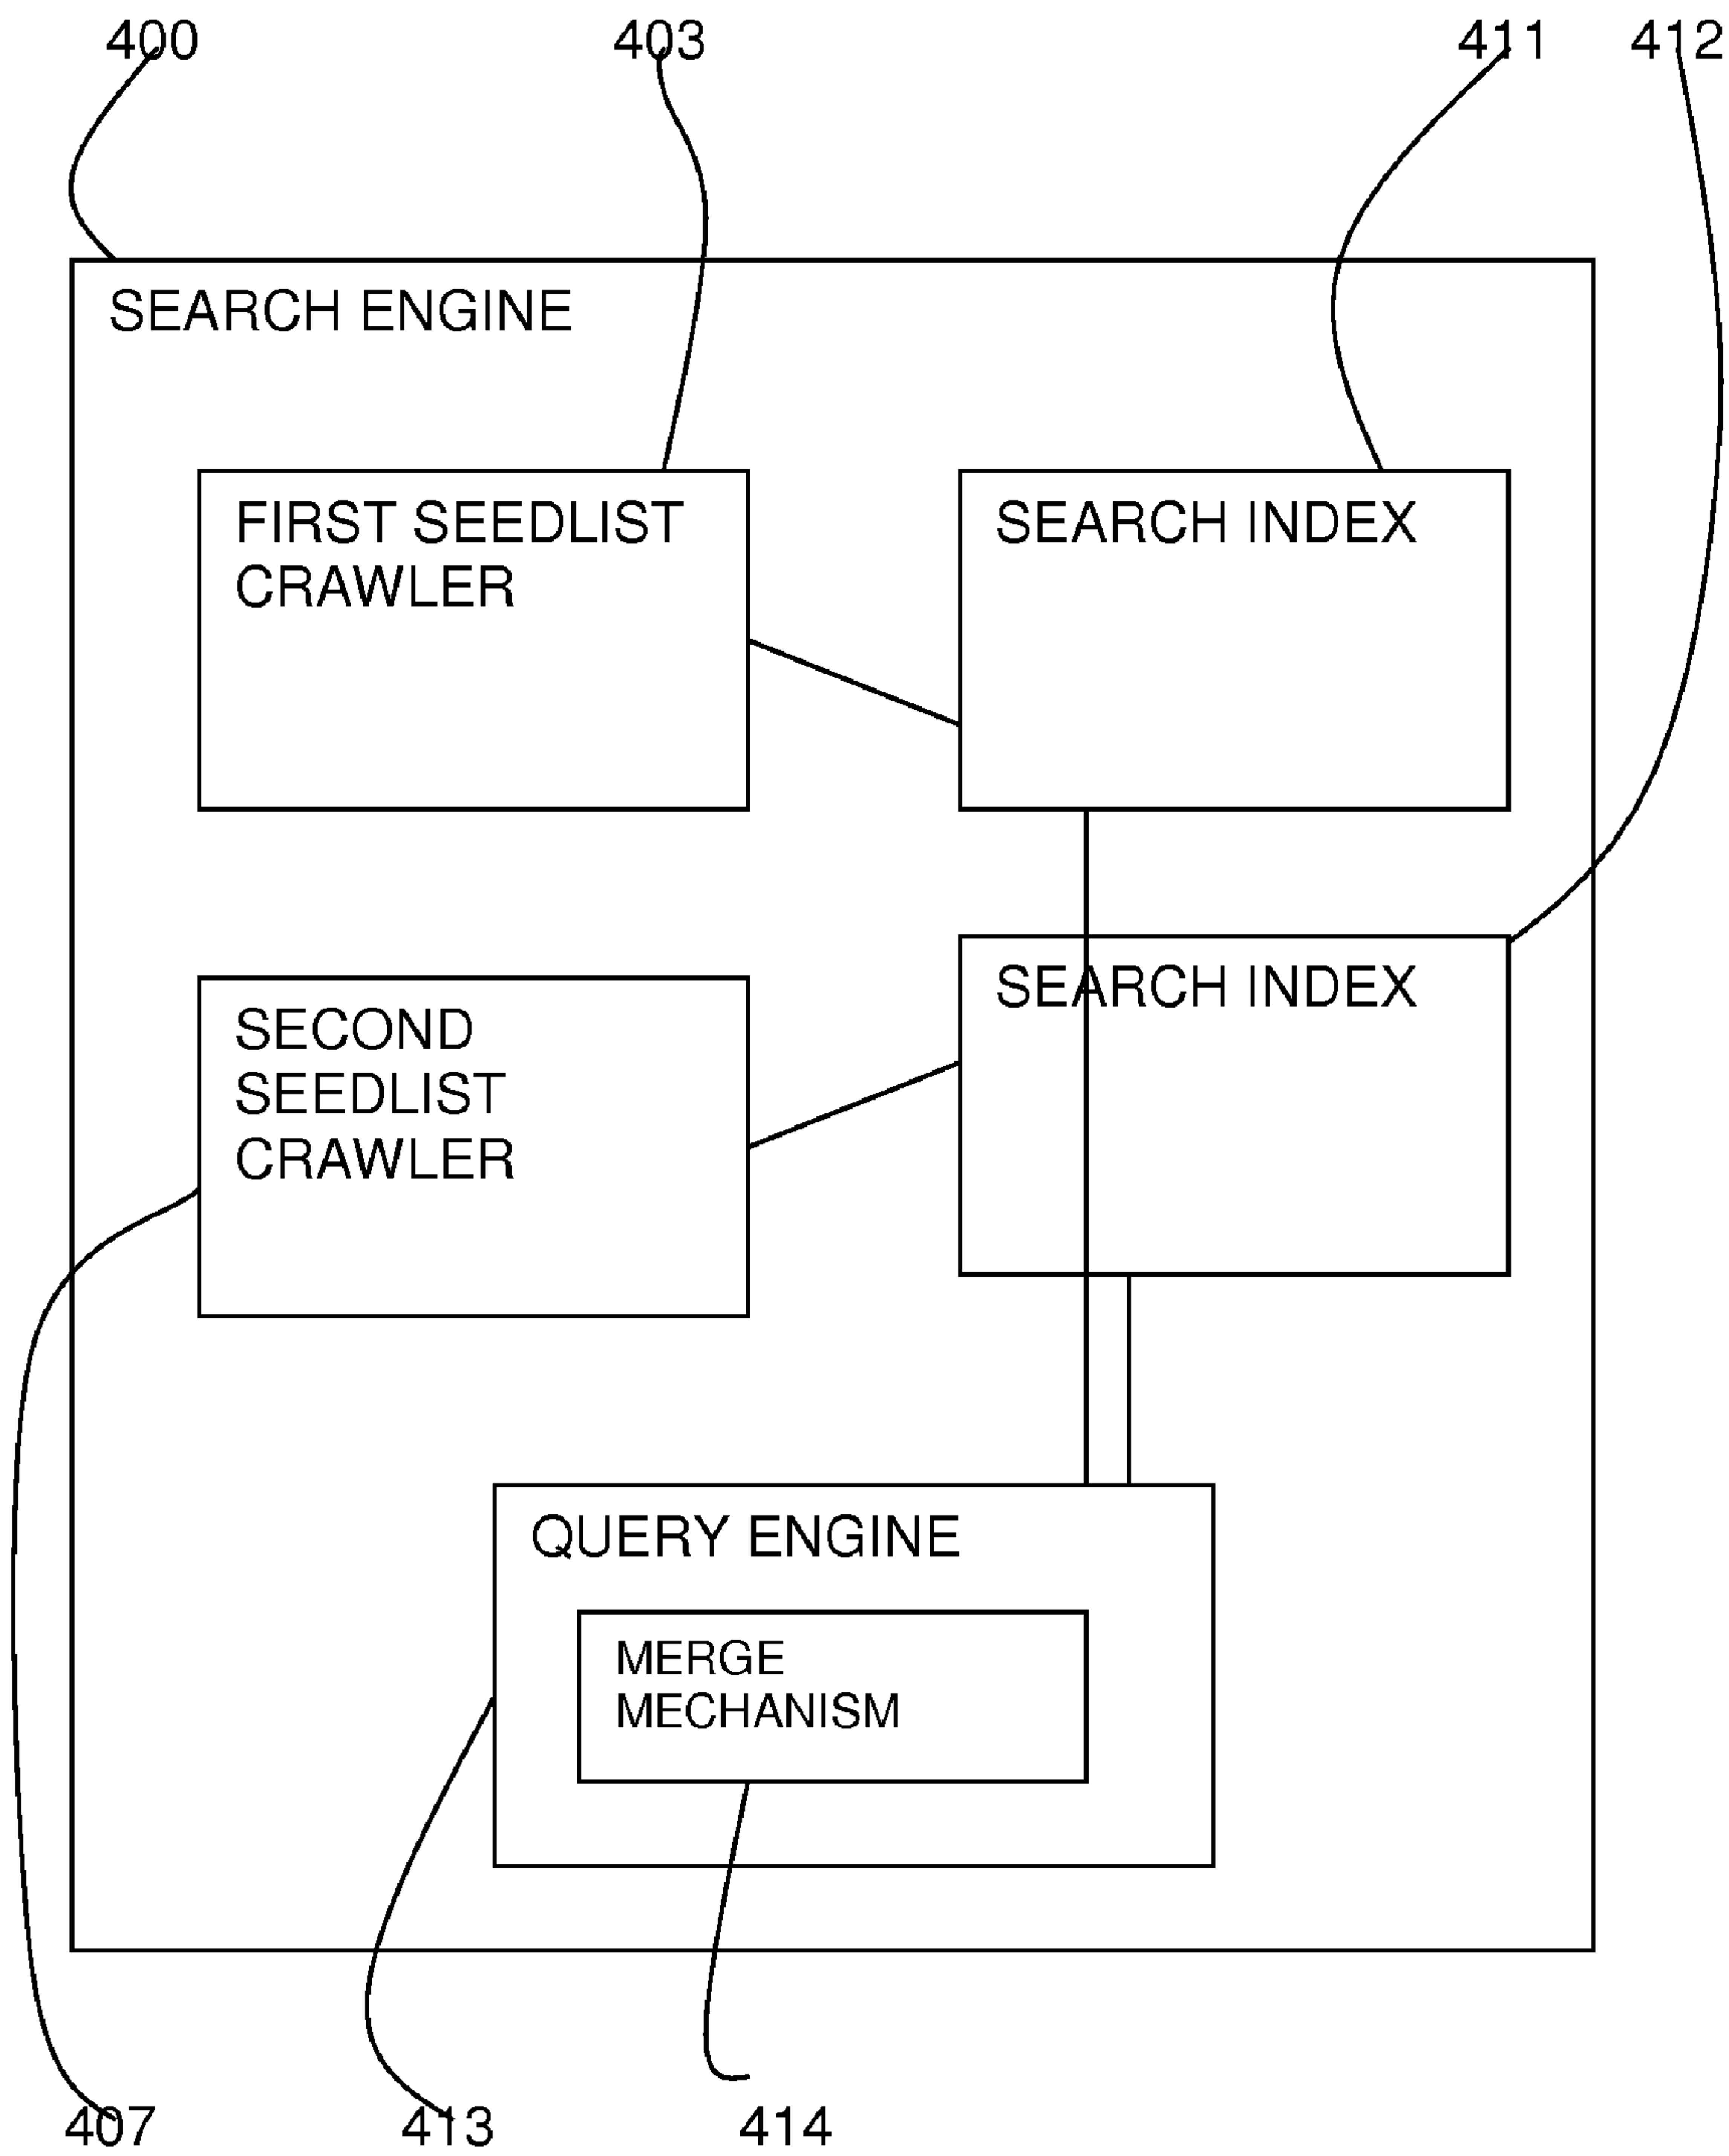 400
403
411
412
SEARCH ENGINE
FIRST SEEDLIST
CRAWLER
SEARCH INDEX
SEARCH INDEX
SECOND
SEEDLIST
CRAWLER
QUERY ENGINE
MERGE
MECHANISM
407
413
414